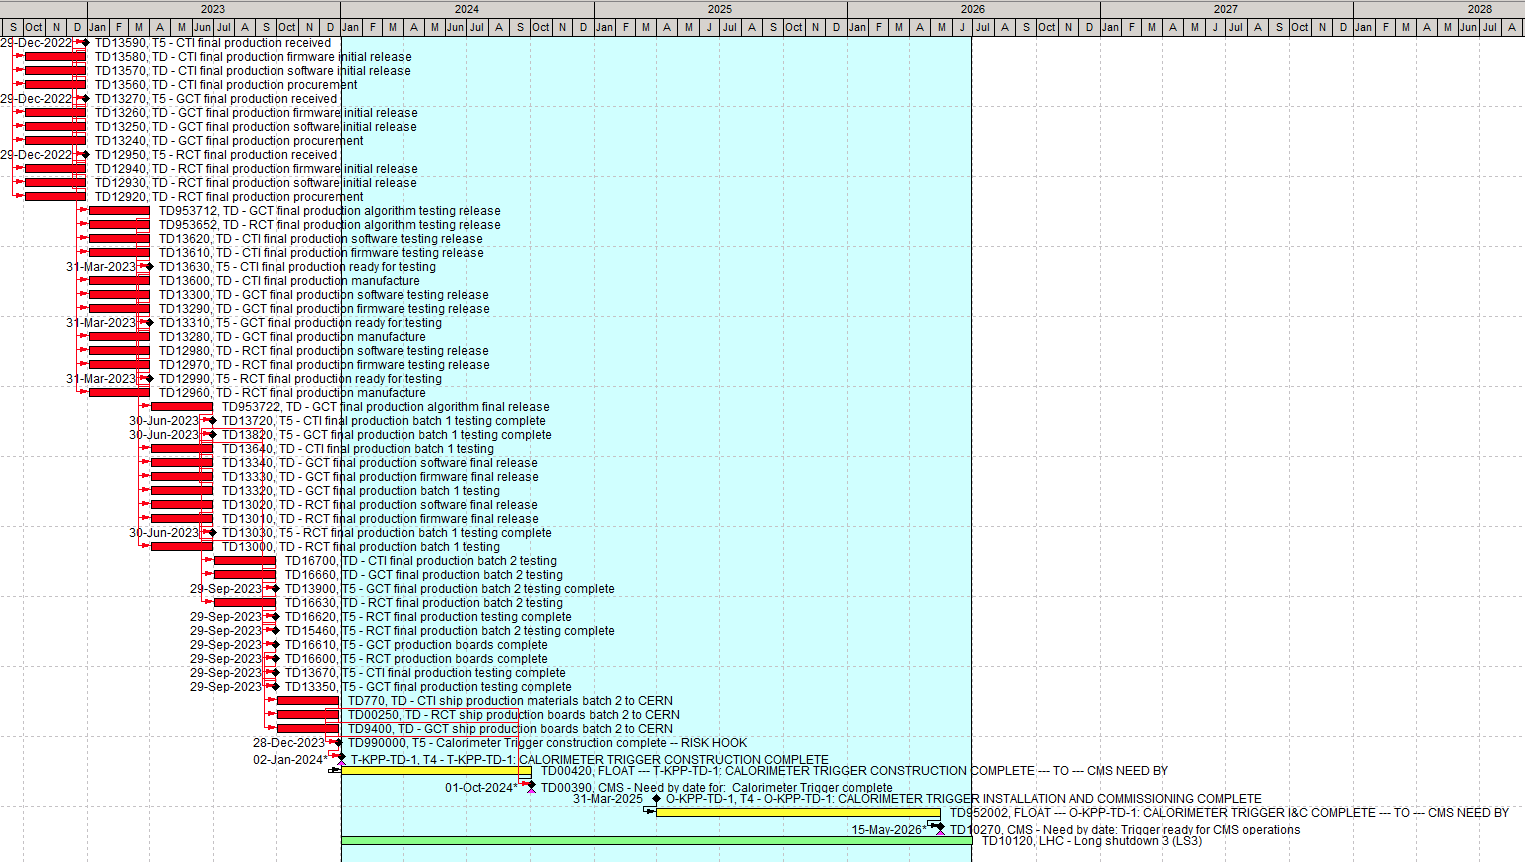 2023 2024 2025 2026 2027 2028
S Oct N D Jan F M A M Jun Jul A S Oct N D Jan F M A M Jun Jul A S Oct N D Jan F M A M J Jul A S Oct N D Jan F M A M J Jul A S Oct N D Jan F M A M J Jul A S Oct N D Jan F M A M Jun Jul A
29-Dec-2022 TD13590, T5 - CTI final production received
TD13580, TD - CTI final production firmware initial release
TD13570, TD - CTI final production software initial release
TD13560, TD - CTI final production procurement
29-Dec-2022 TD13270, T5 - GCT final production received
TD13260, TD - GCT final production firmware initial release
TD13250, TD - GCT final production software initial release
TD13240, TD - GCT final production procurement
29-Dec-2022 TD12950, T5 - RCT final production received
TD12940, TD - RCT final production firmware initial release
TD12930, TD - RCT final production software initial release
TD12920, TD - RCT final production procurement
TD953712, TD - GCT final production algorithm testing release
TD953652, TD - RCT final production algorithm testing release
TD13620, TD - CTI final production software testing release
TD13610, TD - CTI final production firmware testing release
31-Mar-2023 TD13630, T5 - CTI final production ready for testing
TD13600, TD - CTI final production manufacture
TD13300, TD - GCT final production software testing release
TD13290, TD - GCT final production firmware testing release
31-Mar-2023 TD13310, T5 - GCT final production ready for testing
TD13280, TD - GCT final production manufacture
TD12980, TD - RCT final production software testing release
TD12970, TD - RCT final production firmware testing release
31-Mar-2023 TD12990, T5 - RCT final production ready for testing
TD12960, TD - RCT final production manufacture
TD953722, TD - GCT final production algorithm final release
30-Jun-2023 TD13720, T5 - CTI final production batch 1 testing complete
30-Jun-2023 TD13820, T5 - GCT final production batch 1 testing complete
TD13640, TD - CTI final production batch 1 testing
TD13340, TD - GCT final production software final release
TD13330, TD - GCT final production firmware final release
TD13320, TD - GCT final production batch 1 testing
TD13020, TD - RCT final production software final release
TD13010, TD - RCT final production firmware final release
30-Jun-2023 TD13030, T5 - RCT final production batch 1 testing complete
TD13000, TD - RCT final production batch 1 testing
TD16700, TD - CTI final production batch 2 testing
TD16660, TD - GCT final production batch 2 testing
29-Sep-2023 TD13900, T5 - GCT final production batch 2 testing complete
TD16630, TD - RCT final production batch 2 testing
29-Sep-2023 TD16620, T5 - RCT final production testing complete
29-Sep-2023 TD15460, T5 - RCT final production batch 2 testing complete
29-Sep-2023 TD16610, T5 - GCT production boards complete
29-Sep-2023 TD16600, T5 - RCT production boards complete
29-Sep-2023 TD13670, T5 - CTI final production testing complete
29-Sep-2023 TD13350, T5 - GCT final production testing complete
TD770, TD - CTI ship production materials batch 2 to CERN
TD00250, TD - RCT ship production boards batch 2 to CERN
TD9400, TD - GCT ship production boards batch 2 to CERN
28-Dec-2023 TD990000, T5 - Calorimeter Trigger construction complete -- RISK HOOK
02-Jan-2024* T-KPP-TD-1, T4 - T-KPP-TD-1: CALORIMETER TRIGGER CONSTRUCTION COMPLETE
TD00420, FLOAT --- T-KPP-TD-1: CALORIMETER TRIGGER CONSTRUCTION COMPLETE --- TO --- CMS NEED BY
01-Oct-2024* TD00390, CMS - Need by date for: Calorimeter Trigger complete
31-Mar-2025 O-KPP-TD-1, T4 - O-KPP-TD-1: CALORIMETER TRIGGER INSTALLATION AND COMMISSIONING COMPLETE
TD952002, FLOAT --- O-KPP-TD-1: CALORIMETER TRIGGER I&C COMPLETE --- TO --- CMS NEED BY
15-May-2026* TD10270, CMS - Need by date: Trigger ready for CMS operations
TD10120, LHC - Long shutdown 3 (LS3)